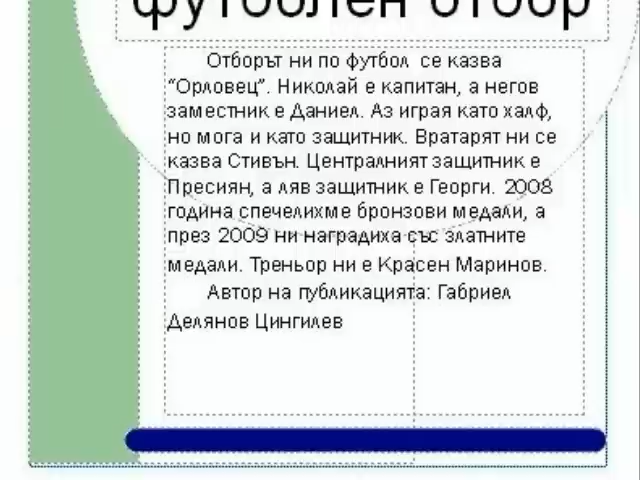 футболен отбор
Отборът ни по футбол се казва
“Орловец”. Николай е капитан, а негов
заместник е Даниел. Аз играя като халф,
но мога и като защитник. Вратарят ни се
казва Стивън. Централният защитник е
Пресиян, а ляв защитник е Георги. 2008
година спечелихме бронзови медали, а
през 2009 ни наградиха със златните
медали. Треньор ни е Красен Маринов.
Автор на публикацията: Габриел
Делянов Цингилев